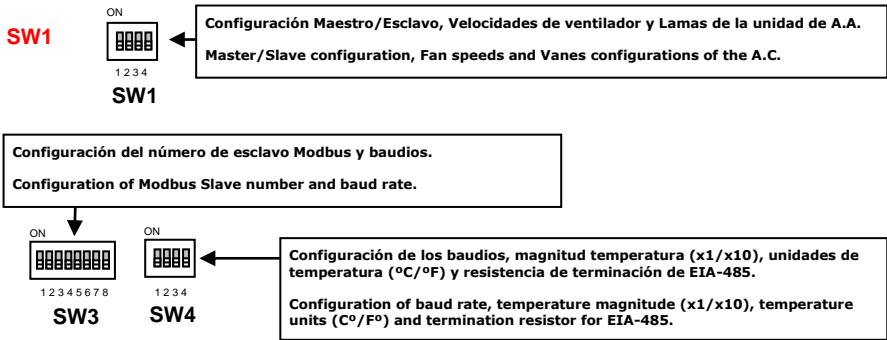 SW1
ON
1 2 3 4
SW1
Configuración Maestro/Esclavo, Velocidades de ventilador y Lamas de la unidad de A.A.
Master/Slave configuration, Fan speeds and Vanes configurations of the A.C.
Configuración del número de esclavo Modbus y baudios.
Configuration of Modbus Slave number and baud rate.
ON
1 2 3 4 5 6 7 8
SW3
ON
1 2 3 4
SW4
Configuración de los baudios, magnitud temperatura (x1/x10), unidades de
temperatura (ºC/ºF) y resistencia de terminación de EIA-485.
Configuration of baud rate, temperature magnitude (x1/x10), temperature
units (Cº/Fº) and termination resistor for EIA-485.